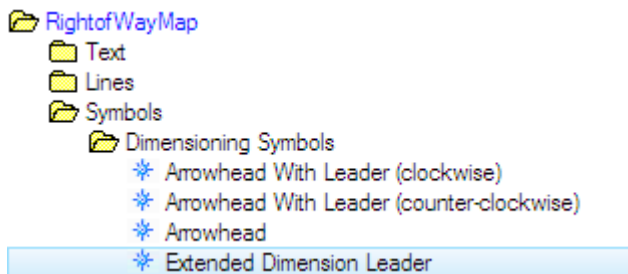 RightofWayMap
Text
Lines
Symbols
Dimensioning Symbols
Arrowhead With Leader (clockwise)
Arrowhead With Leader (counter-clockwise)
Arrowhead
Extended Dimension Leader